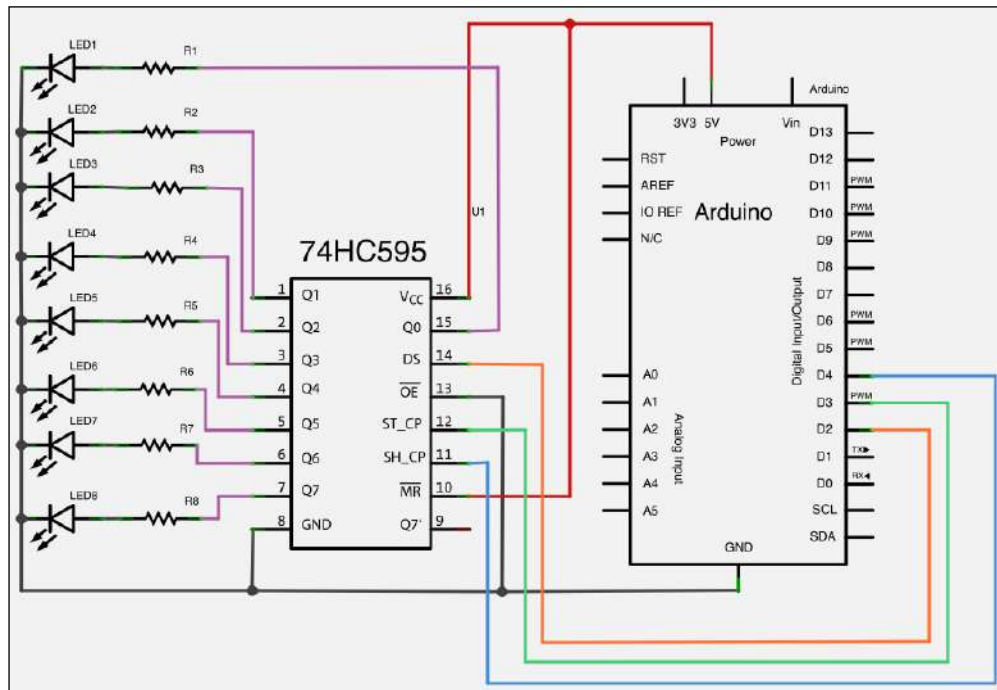 LED1
R1
LED2
R2
LED3
R3
LED4
R4
LED5
R5
LED6
R6
LED7
R7
LED8
R8
U1
74HC595
1 Q1
2 Q2
3 Q3
4 Q4
5 Q5
6 Q6
7 Q7
8 GND
VCC 16
Q0 15
DS 14
OE 13
ST_CP 12
SH_CP 11
MR 10
Q7' 9
Arduino
3V3 5V Vin
Power
Arduino
RST
AREF
IO REF
N/C
A0
A1
A2
A3
A4
A5
Analog Input
Digital Input/Output
D13
D12
D11 PWM
D10 PWM
D9 PWM
D8
D7
D6 PWM
D5 PWM
D4
D3 PWM
D2
D1 TX▶
D0 RX◀
SCL
SDA
GND